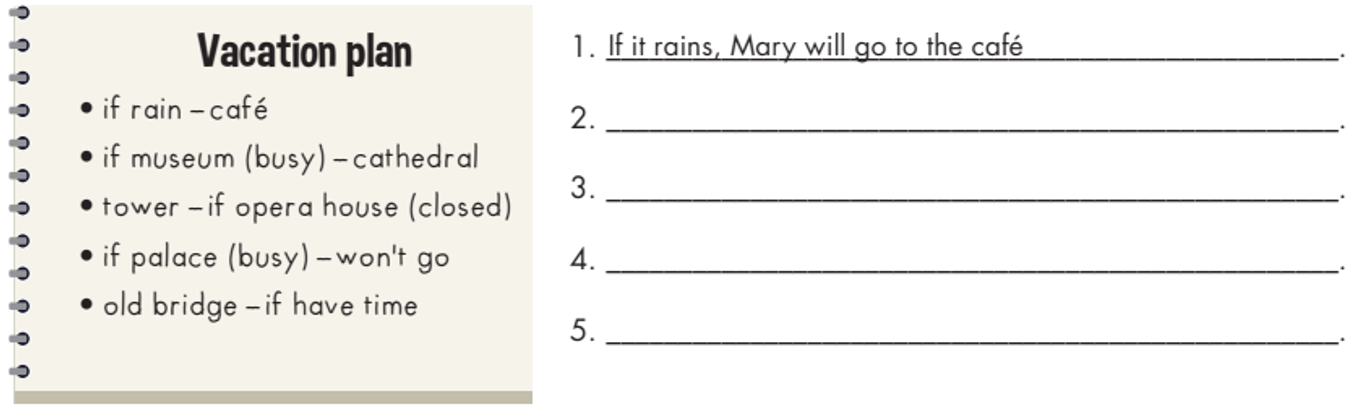 Vacation plan
• if rain – café
• if museum (busy) – cathedral
• tower – if opera house (closed)
• if palace (busy) – won't go
• old bridge – if have time
1. If it rains, Mary will go to the café.
2. .
3. .
4. .
5. .